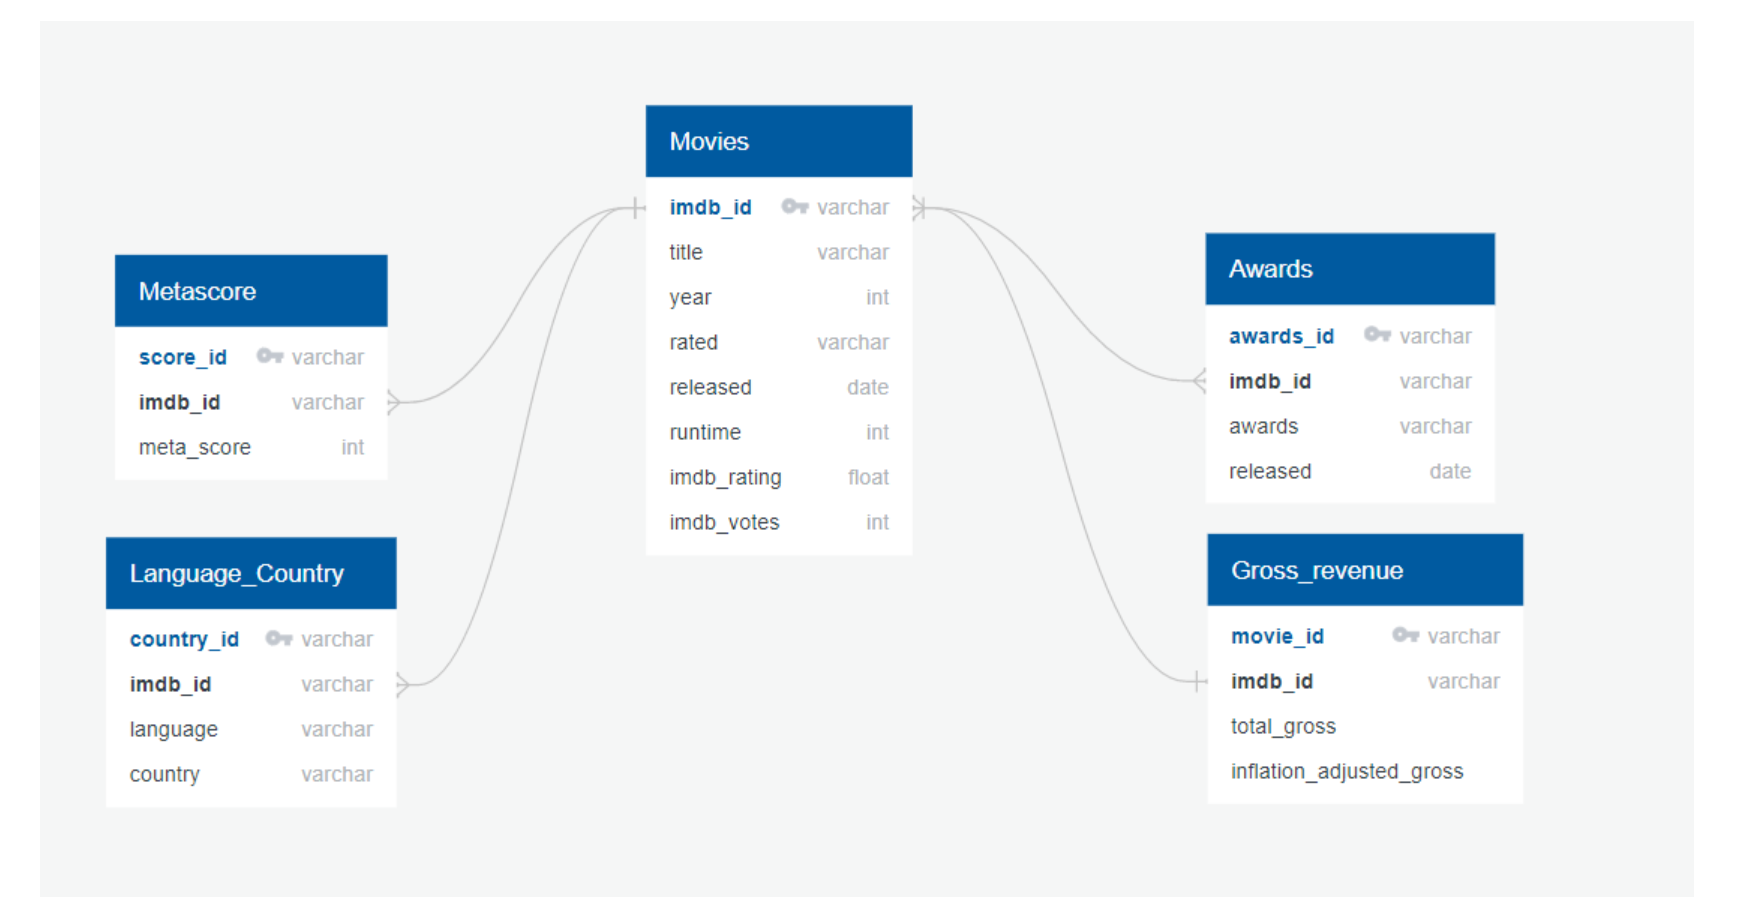 Movies
imdb_id varchar
title varchar
year int
rated varchar
released date
runtime int
imdb_rating float
imdb_votes int
Metascore
score_id varchar
imdb_id varchar
meta_score int
Language_Country
country_id varchar
imdb_id varchar
language varchar
country varchar
Awards
awards_id varchar
imdb_id varchar
awards varchar
released date
Gross_revenue
movie_id varchar
imdb_id varchar
total_gross
inflation_adjusted_gross